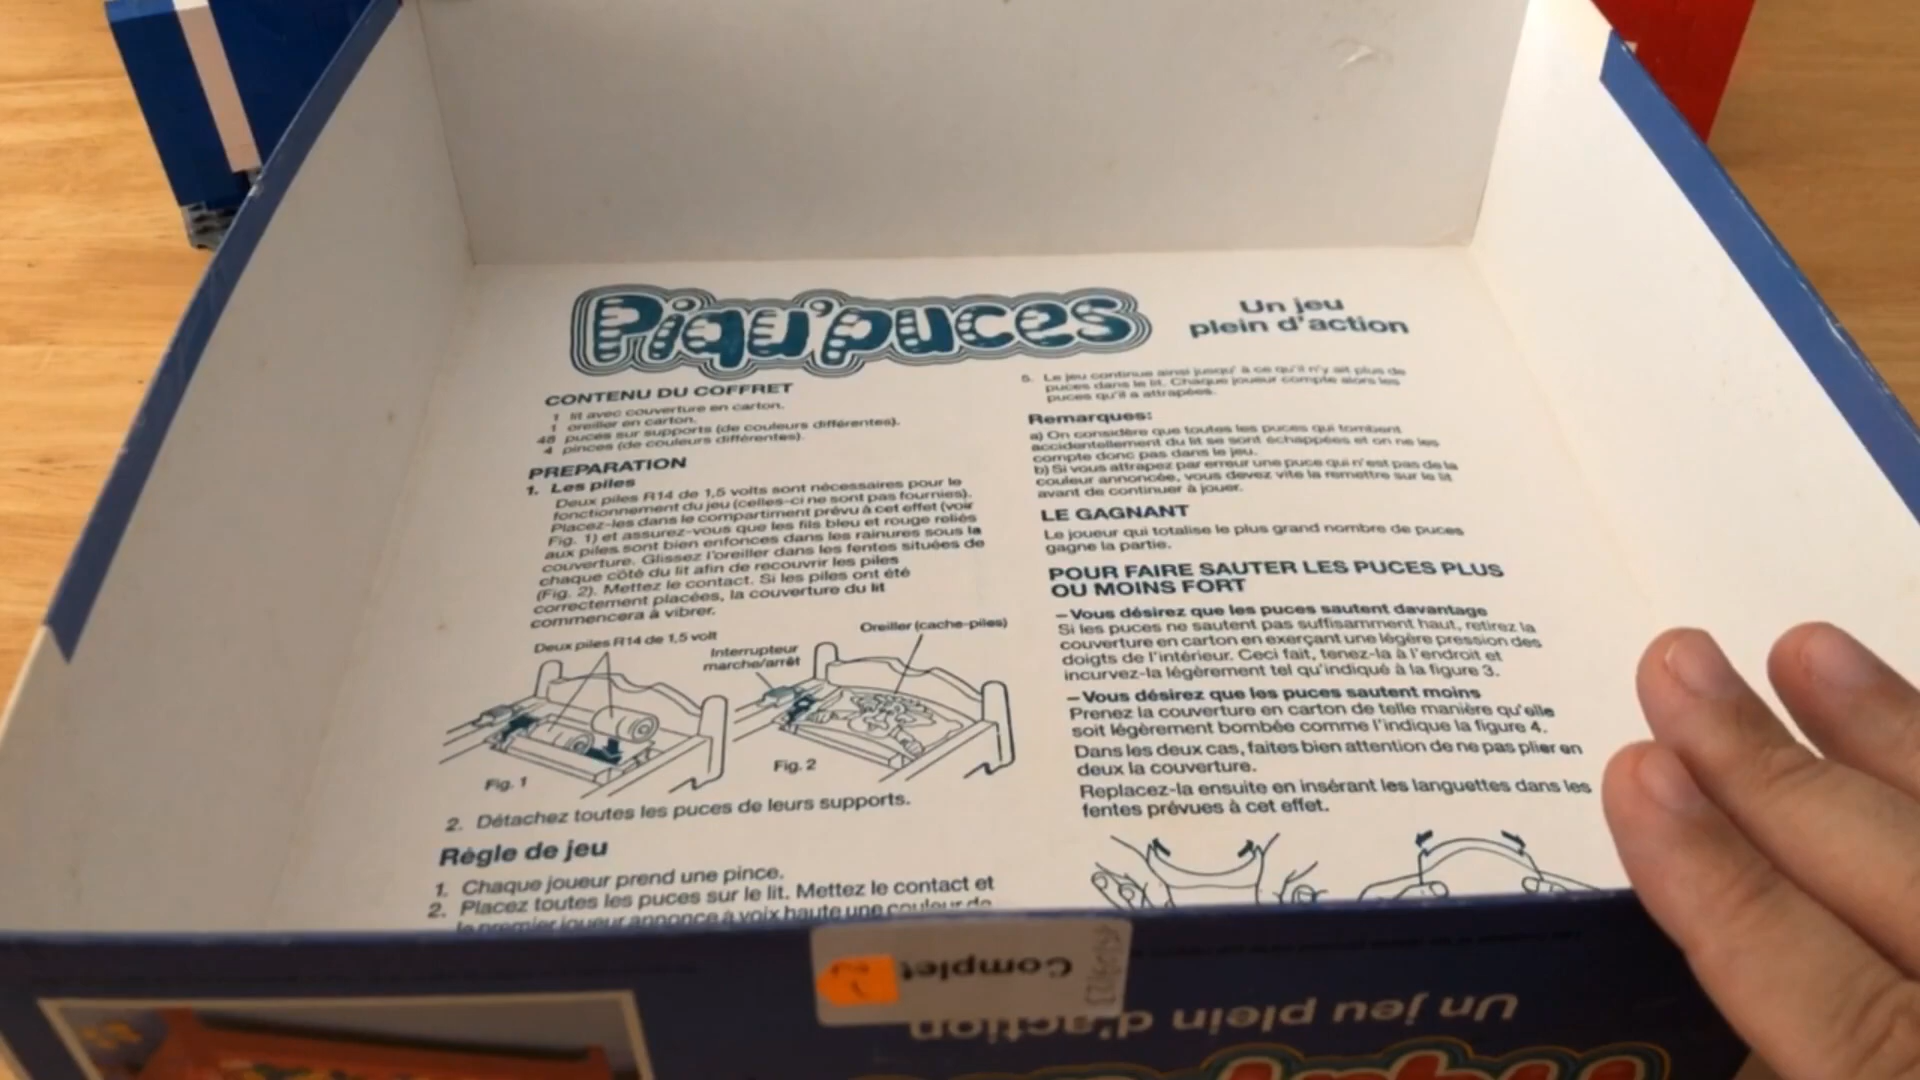 Piqu'puces
Un jeu
plein d'action
CONTENU DU COFFRET
1 lit avec couverture en carton.
1 oreiller en carton.
48 puces sur supports (de couleurs différentes).
4 pinces (de couleurs différentes).
PREPARATION
1. Les piles
Deux piles R14 de 1,5 volts sont nécessaires pour le
fonctionnement du jeu (celles-ci ne sont pas fournies).
Placez-les dans le compartiment prévu à cet effet (voir
Fig. 1) et assurez-vous que les fils bleu et rouge reliés
aux piles sont bien enfonces dans les rainures sous la
couverture. Glissez l'oreiller dans les fentes situées de
chaque côté du lit afin de recouvrir les piles
(Fig. 2). Mettez le contact. Si les piles ont été
correctement placées, la couverture du lit
commencera à vibrer.
Deux piles R14 de 1,5 volt
Interrupteur
marche/arrêt
Oreiller (cache-piles)
Fig. 1
Fig. 2
2. Détachez toutes les puces de leurs supports.
Règle de jeu
1. Chaque joueur prend une pince.
2. Placez toutes les puces sur le lit. Mettez le contact et
le premier joueur annonce à voix haute une couleur de
5. Le jeu continue ainsi jusqu'à ce qu'il n'y ait plus de
puces dans le lit. Chaque joueur compte alors les
puces qu'il a attrapées.
Remarques:
a) On considère que toutes les puces qui tombent
accidentellement du lit se sont échappées et on ne les
compte donc pas dans le jeu.
b) Si vous attrapez par erreur une puce qui n'est pas de la
couleur annoncée, vous devez vite la remettre sur le lit
avant de continuer à jouer.
LE GAGNANT
Le joueur qui totalise le plus grand nombre de puces
gagne la partie.
POUR FAIRE SAUTER LES PUCES PLUS
OU MOINS FORT
– Vous désirez que les puces sautent davantage
Si les puces ne sautent pas suffisamment haut, retirez la
couverture en carton en exerçant une légère pression des
doigts de l'intérieur. Ceci fait, tenez-la à l'endroit et
incurvez-la légèrement tel qu'indiqué à la figure 3.
– Vous désirez que les puces sautent moins
Prenez la couverture en carton de telle manière qu'elle
soit légèrement bombée comme l'indique la figure 4.
Dans les deux cas, faites bien attention de ne pas plier en
deux la couverture.
Replacez-la ensuite en insérant les languettes dans les
fentes prévues à cet effet.
Complet
Un jeu plein d'action